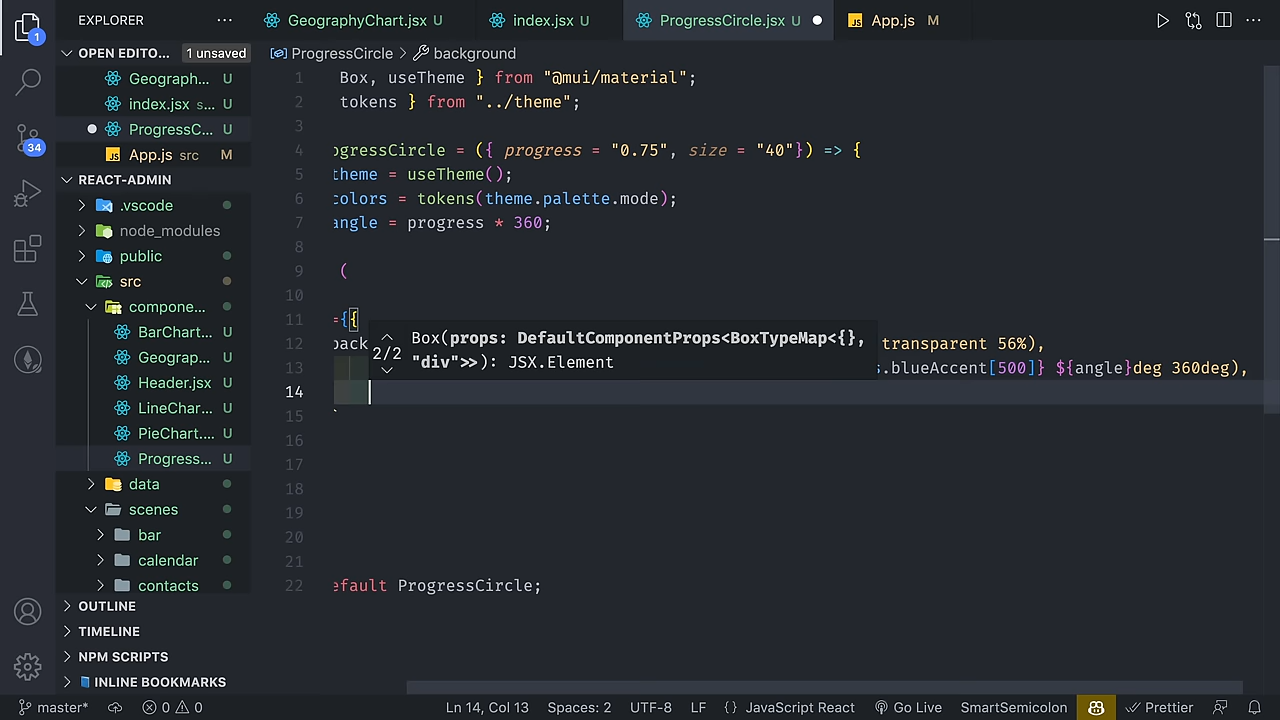 EXPLORER
···
GeographyChart.jsx U
index.jsx U
ProgressCircle.jsx U
JS App.js M
···
1
OPEN EDITO...
1 unsaved
Geograph... U
index.jsx s... U
ProgressC... U
JS App.js src M
REACT-ADMIN
.vscode
node_modules
public
src
compone...
BarChart... U
Geograp... U
Header.jsx U
LineChar... U
PieChart.... U
Progress... U
data
scenes
bar
calendar
contacts
OUTLINE
TIMELINE
NPM SCRIPTS
INLINE BOOKMARKS
34
ProgressCircle > background
1 Box, useTheme } from "@mui/material";
2 tokens } from "../theme";
3
4 ogressCircle = ({ progress = "0.75", size = "40"}) => {
5 theme = useTheme();
6 colors = tokens(theme.palette.mode);
7 angle = progress * 360;
8
9 (
10
11 ={{
12 back transparent 56%),
13 s.blueAccent[500]} ${angle}deg 360deg),
14
15 `
16
17
18
19
20
21
22 efault ProgressCircle;
2/2
Box(props: DefaultComponentProps<BoxTypeMap<{},
"div">>): JSX.Element
master* 0 0 Ln 14, Col 13 Spaces: 2 UTF-8 LF {} JavaScript React Go Live SmartSemicolon Prettier